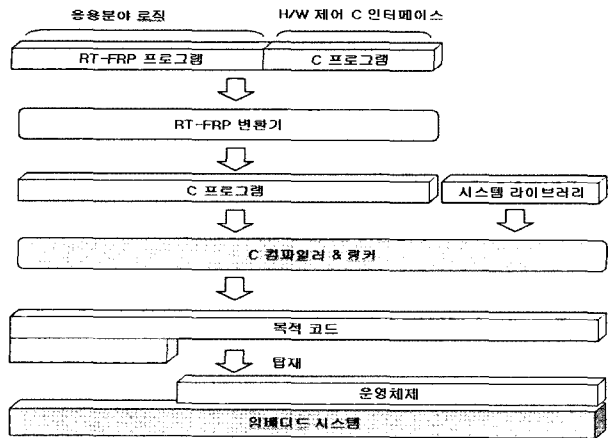 응용분야 로직
H/W 제어 C 인터페이스
RT-FRP 프로그램
C 프로그램
RT-FRP 변환기
C 프로그램
시스템 라이브러리
C 컴파일러 & 링커
목적 코드
탑재
운영체제
임베디드 시스템